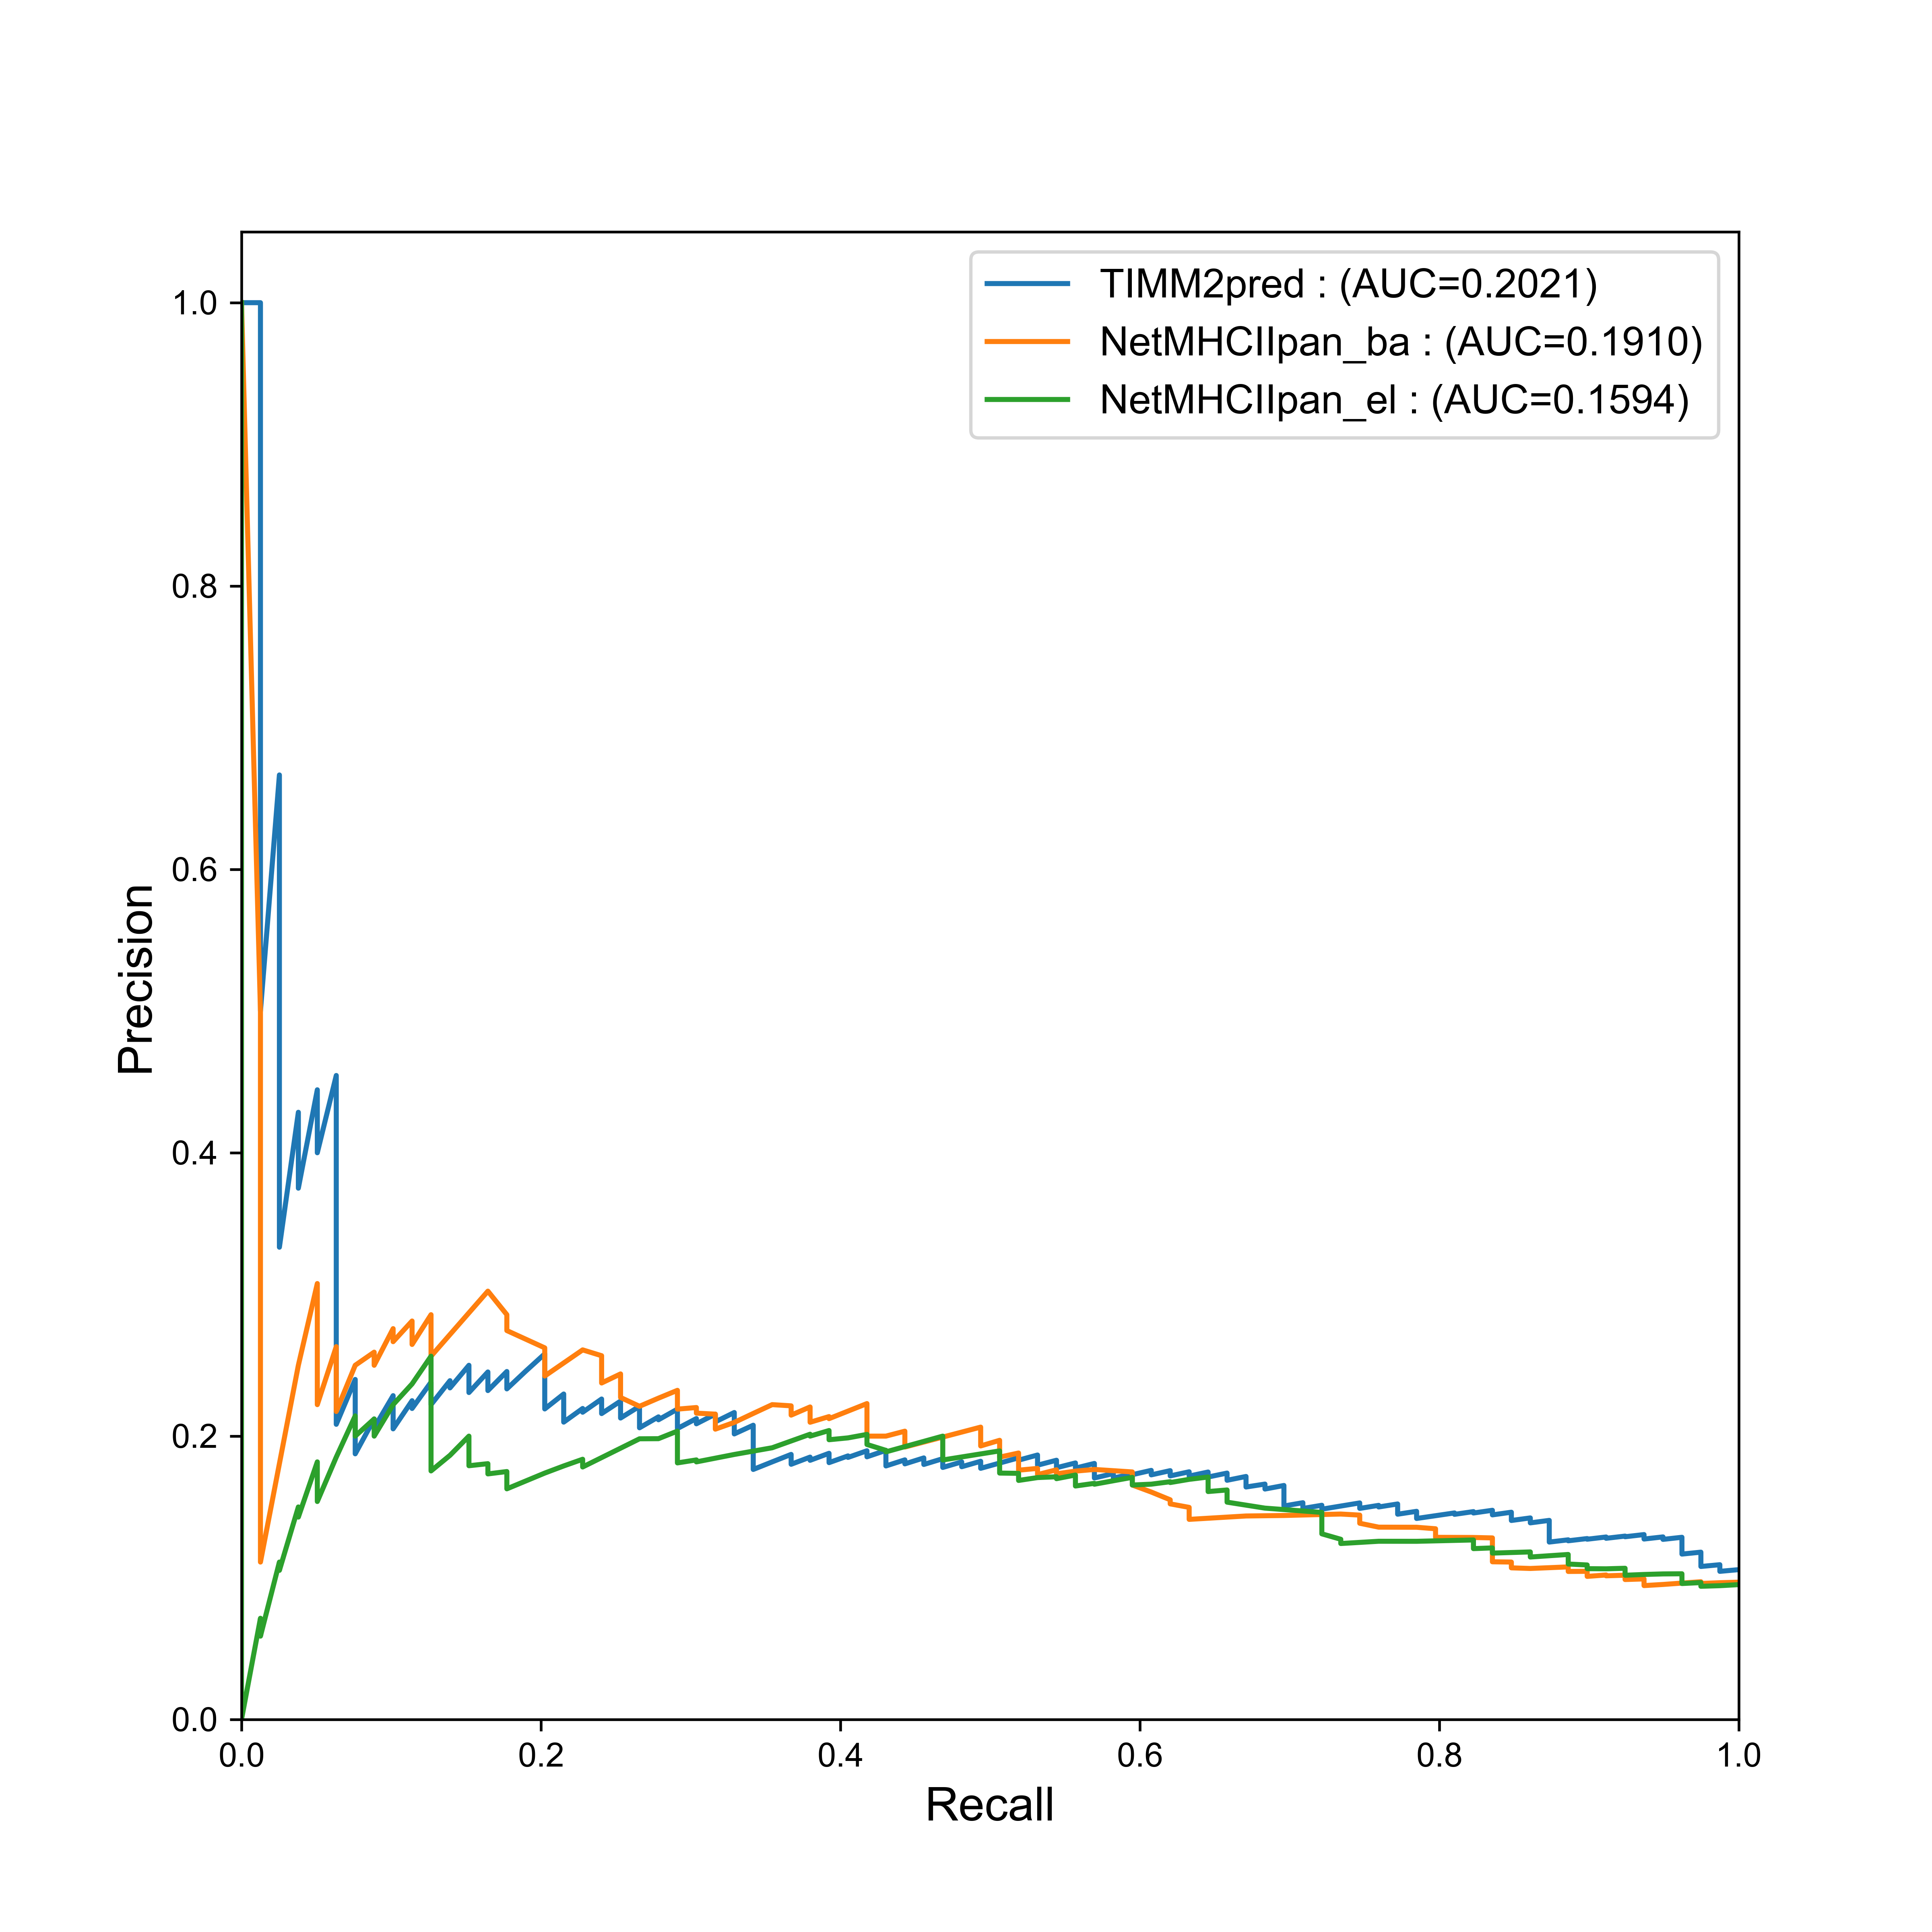 TIMM2pred : (AUC=0.2021)
NetMHCIIpan_ba : (AUC=0.1910)
NetMHCIIpan_el : (AUC=0.1594)
1.0
0.8
0.6
0.4
0.2
0.0
Precision
0.0 0.2 0.4 0.6 0.8 1.0
Recall